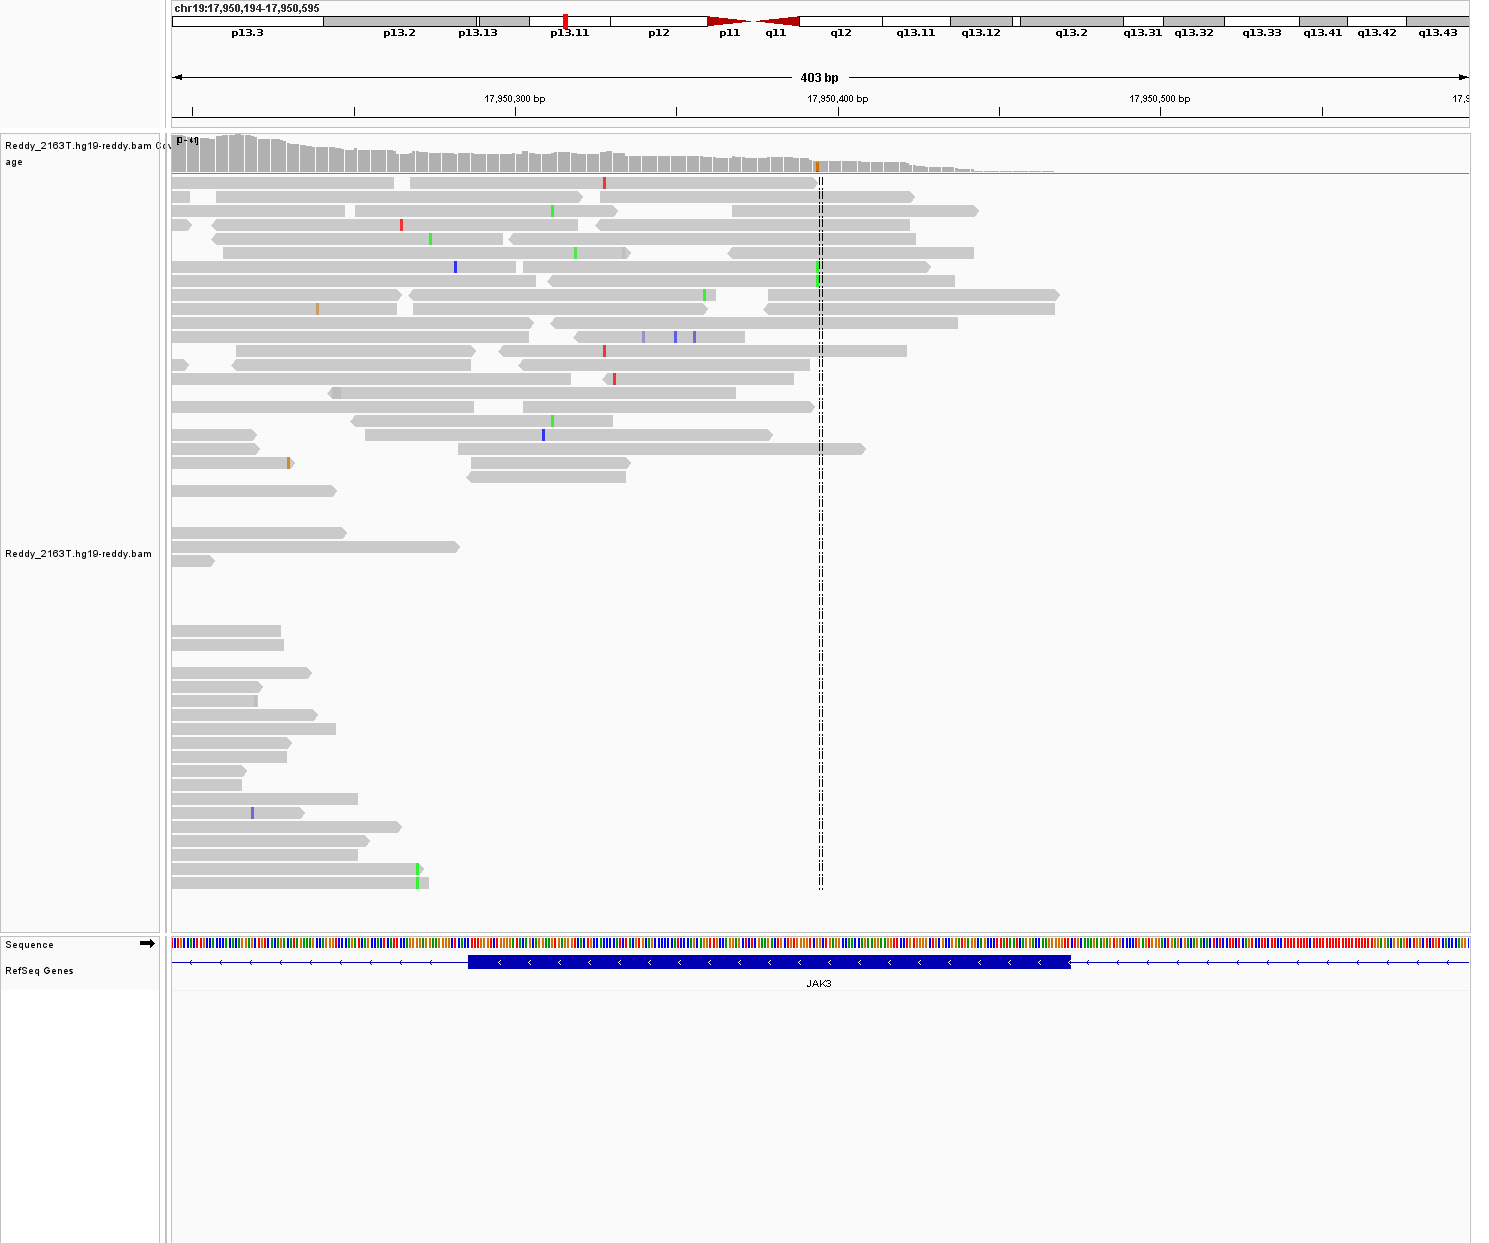 chr19:17,950,194-17,950,595
p13.3 p13.2 p13.13 p13.11 p12 p11 q11 q12 q13.11 q13.12 q13.2 q13.31 q13.32 q13.33 q13.41 q13.42 q13.43
403 bp
17,950,300 bp 17,950,400 bp 17,950,500 bp 17,9
Reddy_2163T.hg19-reddy.bam Cov
age
[0 - 41]
Reddy_2163T.hg19-reddy.bam
Sequence
RefSeq Genes
JAK3